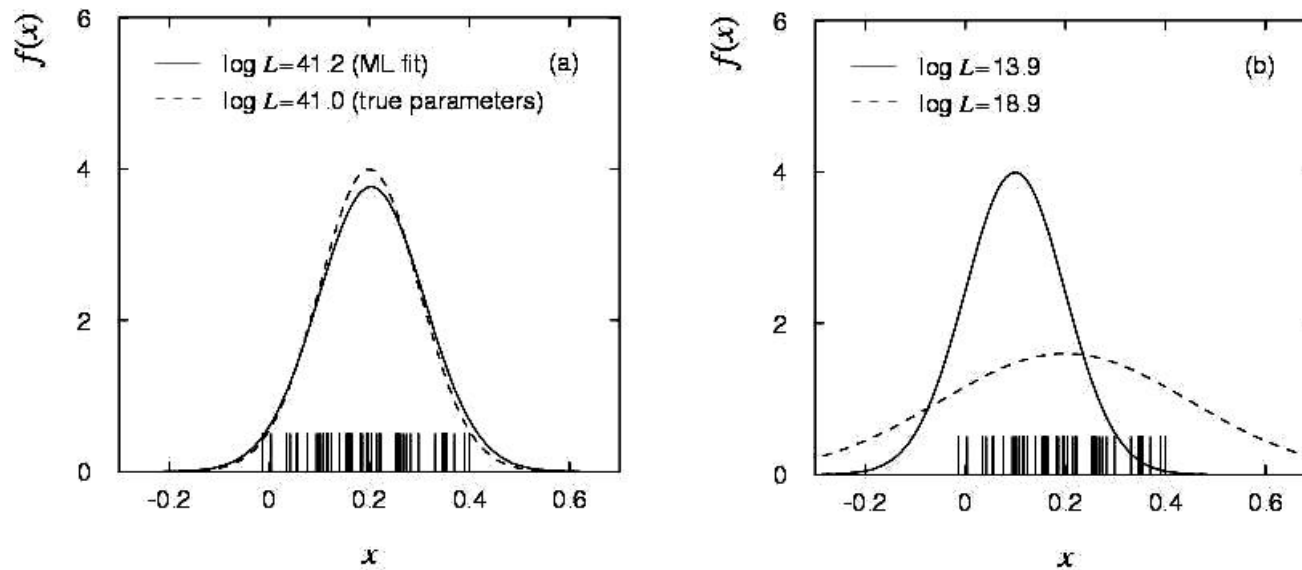 f(x)
6
4
2
0
log L=41.2 (ML fit)
log L=41.0 (true parameters)
(a)
-0.2 0 0.2 0.4 0.6
x
f(x)
6
4
2
0
log L=13.9
log L=18.9
(b)
-0.2 0 0.2 0.4 0.6
x